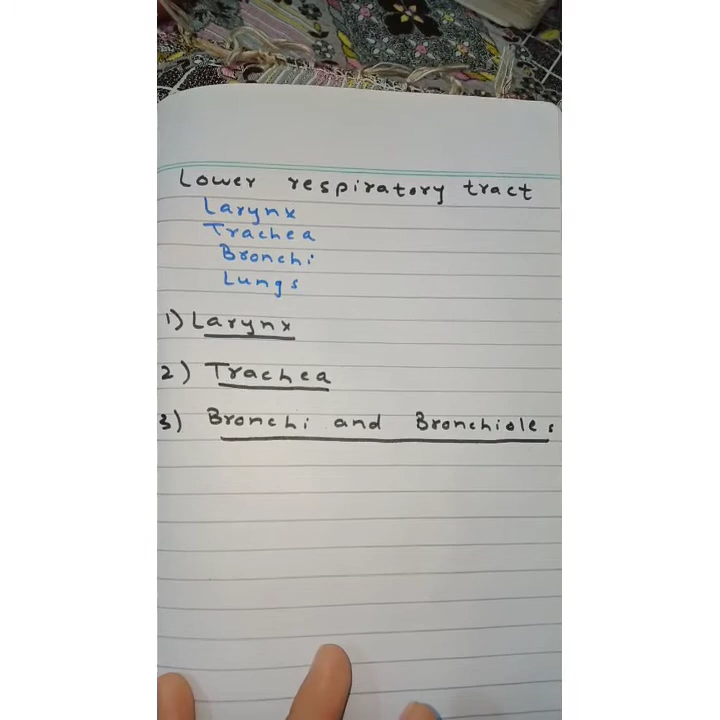 Lower respiratory tract
Larynx
Trachea
Bronchi
Lungs
1) Larynx
2) Trachea
3) Bronchi and Bronchioles